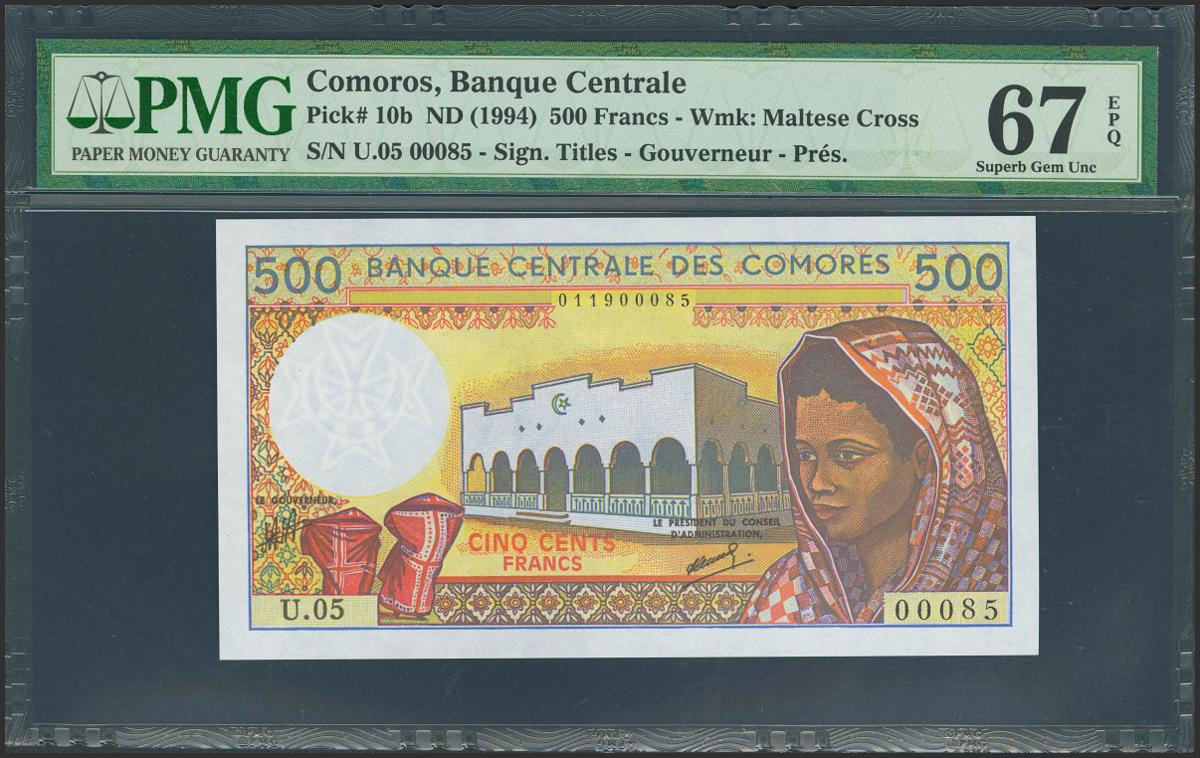 PMG
PAPER MONEY GUARANTY
Comoros, Banque Centrale
Pick# 10b ND (1994) 500 Francs - Wmk: Maltese Cross
S/N U.05 00085 - Sign. Titles - Gouverneur - Prés.
67
EPQ
Superb Gem Unc
500 BANQUE CENTRALE DES COMORES 500
011900085
LE GOUVERNEUR,
LE PRÉSIDENT DU CONSEIL
D'ADMINISTRATION,
CINQ CENTS
FRANCS
U.05
00085